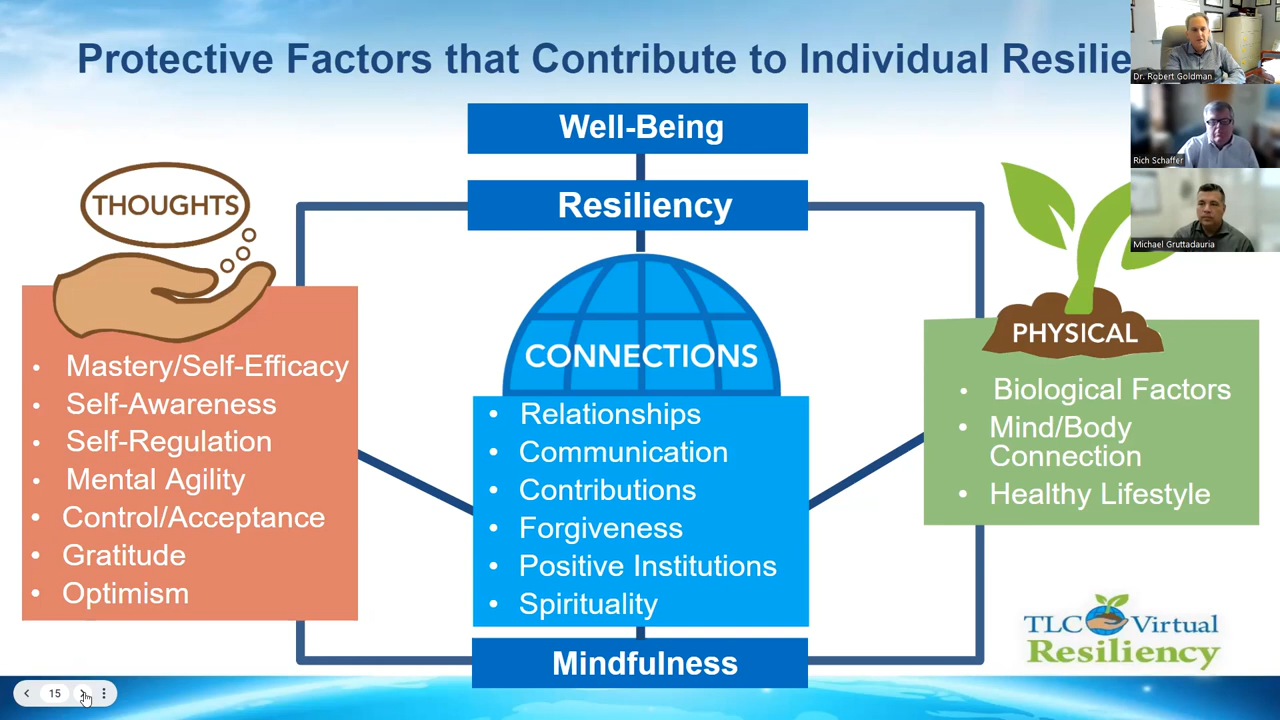 Protective Factors that Contribute to Individual Resilie
Dr. Robert Goldman
Rich Schaffer
Michael Gruttadauria
Well-Being
Resiliency
THOUGHTS
• Mastery/Self-Efficacy
• Self-Awareness
• Self-Regulation
• Mental Agility
• Control/Acceptance
• Gratitude
• Optimism
CONNECTIONS
• Relationships
• Communication
• Contributions
• Forgiveness
• Positive Institutions
• Spirituality
PHYSICAL
• Biological Factors
• Mind/Body
Connection
• Healthy Lifestyle
Mindfulness
TLC Virtual
Resiliency
15